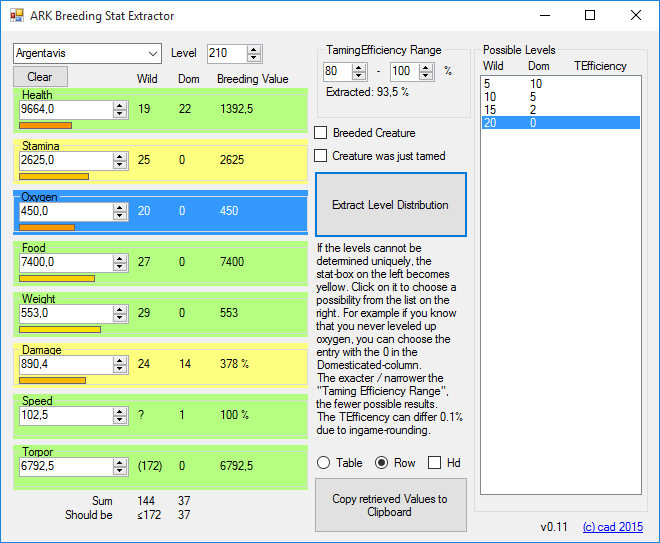 ARK Breeding Stat Extractor
Argentavis Level 210
Clear Wild Dom Breeding Value
Health
9664,0 19 22 1392,5
Stamina
2625,0 25 0 2625
Oxygen
450,0 20 0 450
Food
7400,0 27 0 7400
Weight
553,0 29 0 553
Damage
890,4 24 14 378 %
Speed
102,5 ? 1 100 %
Torpor
6792,5 (172) 0 6792,5
Sum 144 37
Should be ≤172 37
TamingEfficiency Range
80 - 100 %
Extracted: 93,5 %
Breeded Creature
Creature was just tamed
Extract Level Distribution
If the levels cannot be
determined uniquely, the
stat-box on the left becomes
yellow. Click on it to choose a
possibility from the list on the
right. For example if you know
that you never leveled up
oxygen, you can choose the
entry with the 0 in the
Domesticated-column.
The exacter / narrower the
"Taming Efficiency Range",
the fewer possible results.
The TEfficency can differ 0.1%
due to ingame-rounding.
Table Row Hd
Copy retrieved Values to
Clipboard
Possible Levels
Wild Dom TEfficiency
5 10
10 5
15 2
20 0
v0.11 (c) cad 2015